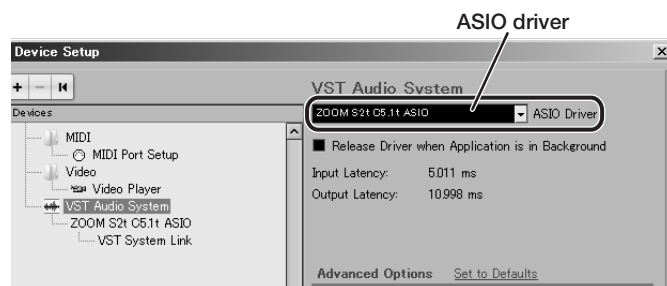 ASIO driver
Device Setup
Devices
MIDI
MIDI Port Setup
Video
Video Player
VST Audio System
ZOOM S2t C5.1t ASIO
VST System Link
VST Audio System
ZOOM S2t C5.1t ASIO ASIO Driver
Release Driver when Application is in Background
Input Latency: 5.011 ms
Output Latency: 10.998 ms
Advanced Options Set to Defaults